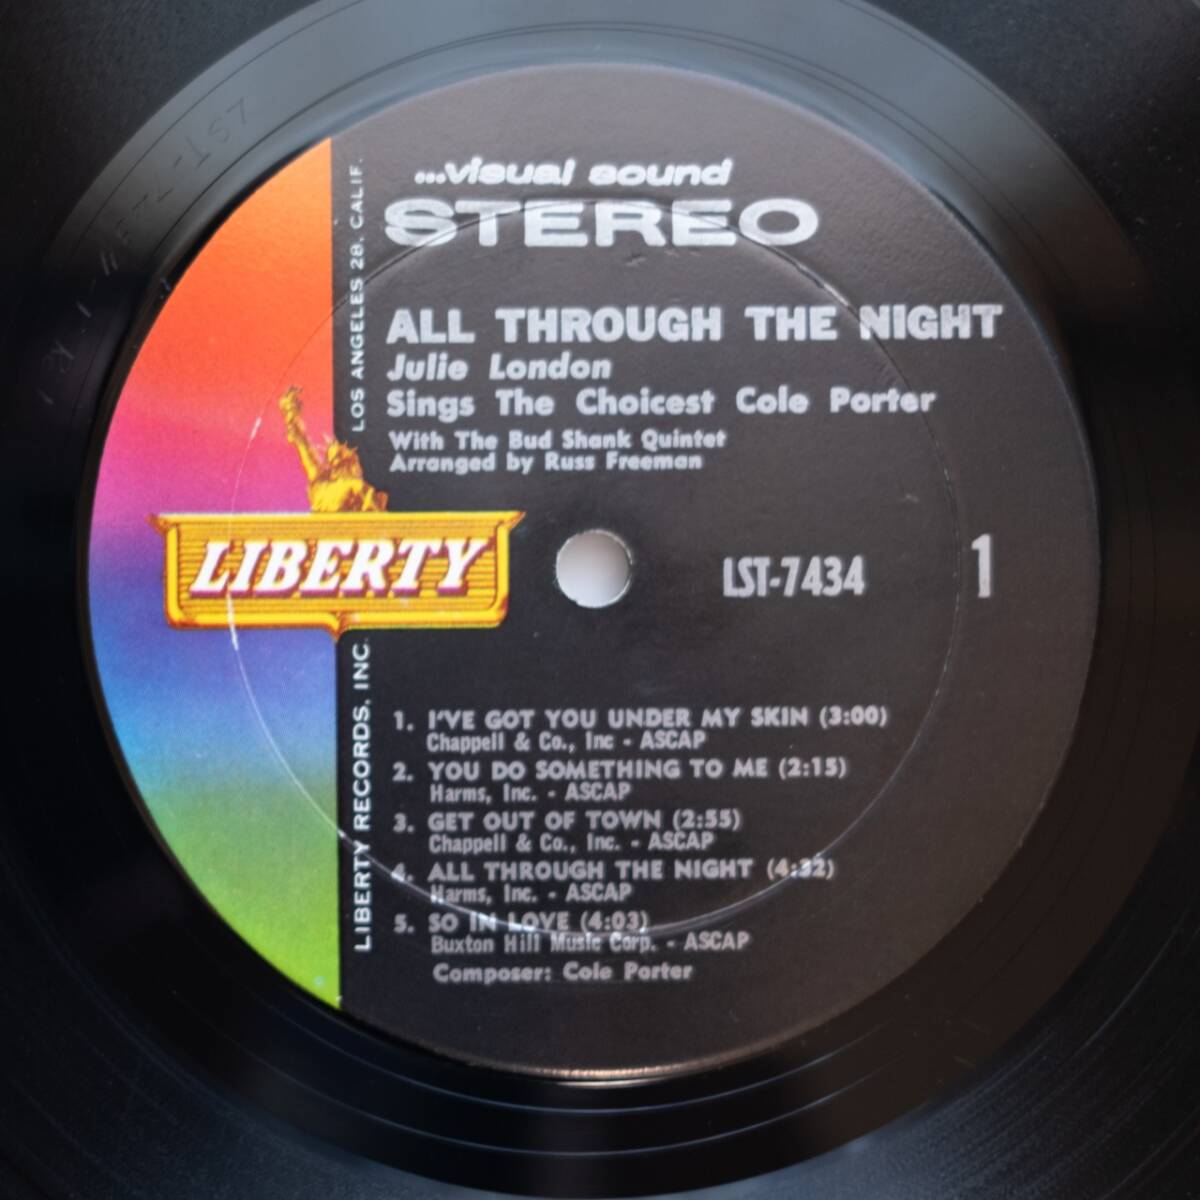 ...visual sound
STEREO
ALL THROUGH THE NIGHT
Julie London
Sings The Choicest Cole Porter
With The Bud Shank Quintet
Arranged by Russ Freeman
LIBERTY
LST-7434
1
1. I'VE GOT YOU UNDER MY SKIN (3:00)
Chappell & Co., Inc - ASCAP
2. YOU DO SOMETHING TO ME (2:15)
Harms, Inc. - ASCAP
3. GET OUT OF TOWN (2:55)
Chappell & Co., Inc. - ASCAP
4. ALL THROUGH THE NIGHT (4:32)
Harms, Inc. - ASCAP
5. SO IN LOVE (4:03)
Buxton Hill Music Corp. - ASCAP
Composer: Cole Porter
LIBERTY RECORDS, INC.
LOS ANGELES 28, CALIF.